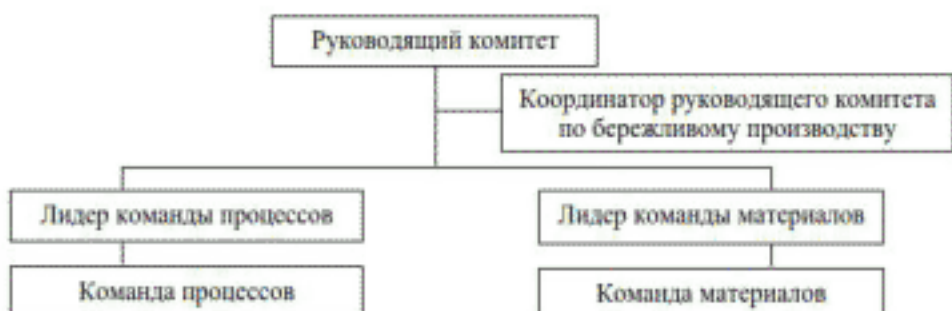 Руководящий комитет
Координатор руководящего комитета
по бережливому производству
Лидер команды процессов
Лидер команды материалов
Команда процессов
Команда материалов